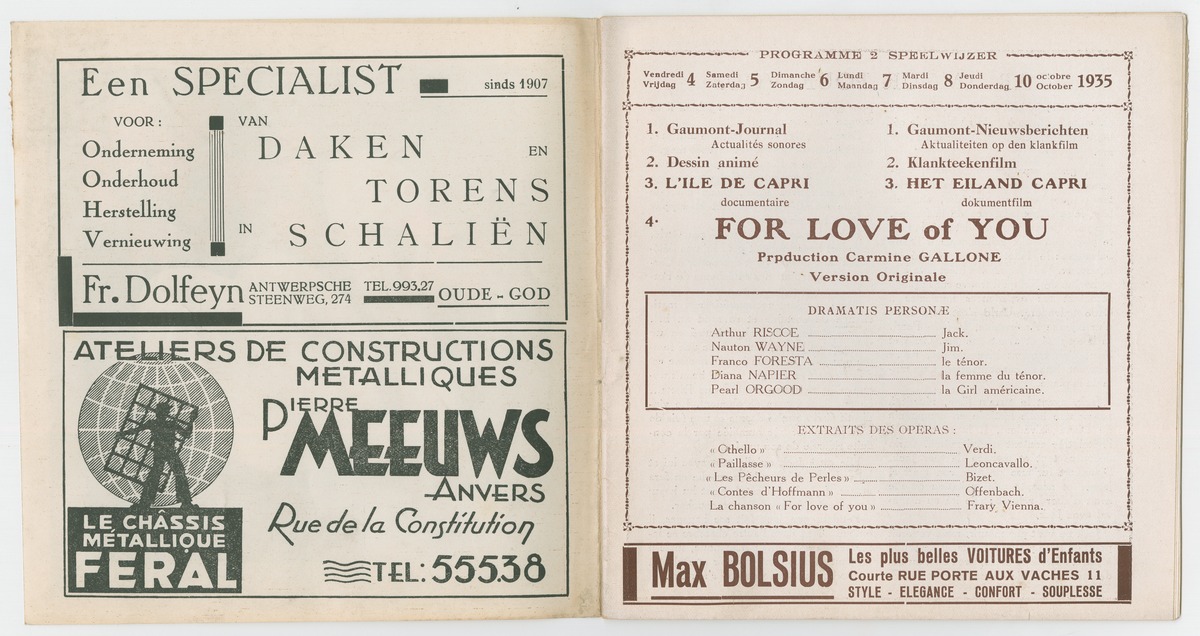 Een SPECIALIST sinds 1907
VOOR : VAN
Onderneming
Onderhoud
Herstelling
Vernieuwing
DAKEN EN
TORENS
IN SCHALIËN
Fr. Dolfeyn ANTWERPSCHE STEENWEG, 274 TEL. 993.27 OUDE - GOD
ATELIERS DE CONSTRUCTIONS
METALLIQUES
PIERRE
MEEUWS
ANVERS
Rue de la Constitution
TEL: 555.38
LE CHÂSSIS
MÉTALLIQUE
FERAL
PROGRAMME 2 SPEELWIJZER
Vendredi 4 Samedi 5 Dimanche 6 Lundi 7 Mardi 8 Jeudi 10 octobre 1935
Vrijdag Zaterdag Zondag Maandag Dinsdag Donderdag October
1. Gaumont-Journal
Actualités sonores
2. Dessin animé
3. L'ILE DE CAPRI
documentaire
1. Gaumont-Nieuwsberichten
Aktualiteiten op den klankfilm
2. Klankteekenfilm
3. HET EILAND CAPRI
dokumentfilm
4. FOR LOVE of YOU
Prpduction Carmine GALLONE
Version Originale
DRAMATIS PERSONÆ
Arthur RISCOE Jack.
Nauton WAYNE Jim.
Franco FORESTA le ténor.
Diana NAPIER la femme du ténor.
Pearl ORGOOD la Girl américaine.
EXTRAITS DES OPERAS :
« Othello » Verdi.
« Paillasse » Leoncavallo.
« Les Pêcheurs de Perles » Bizet.
« Contes d'Hoffmann » Offenbach.
La chanson « For love of you » Frary Vienna.
Max BOLSIUS
Les plus belles VOITURES d'Enfants
Courte RUE PORTE AUX VACHES 11
STYLE - ELEGANCE - CONFORT - SOUPLESSE